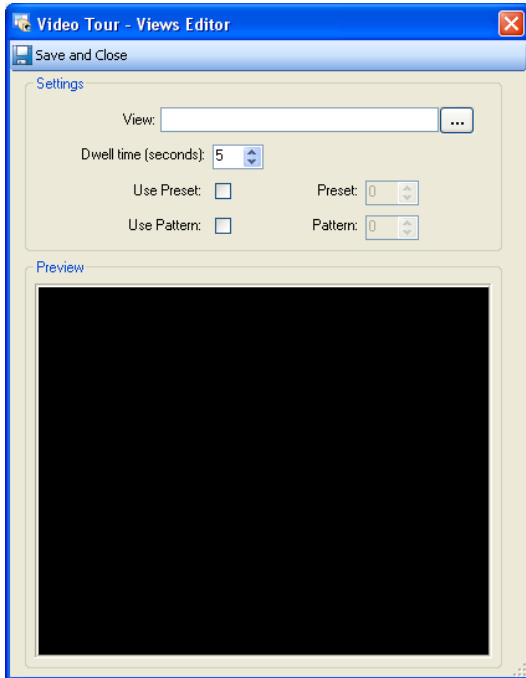 Video Tour - Views Editor
Save and Close
Settings
View: ...
Dwell time (seconds): 5
Use Preset: Preset: 0
Use Pattern: Pattern: 0
Preview